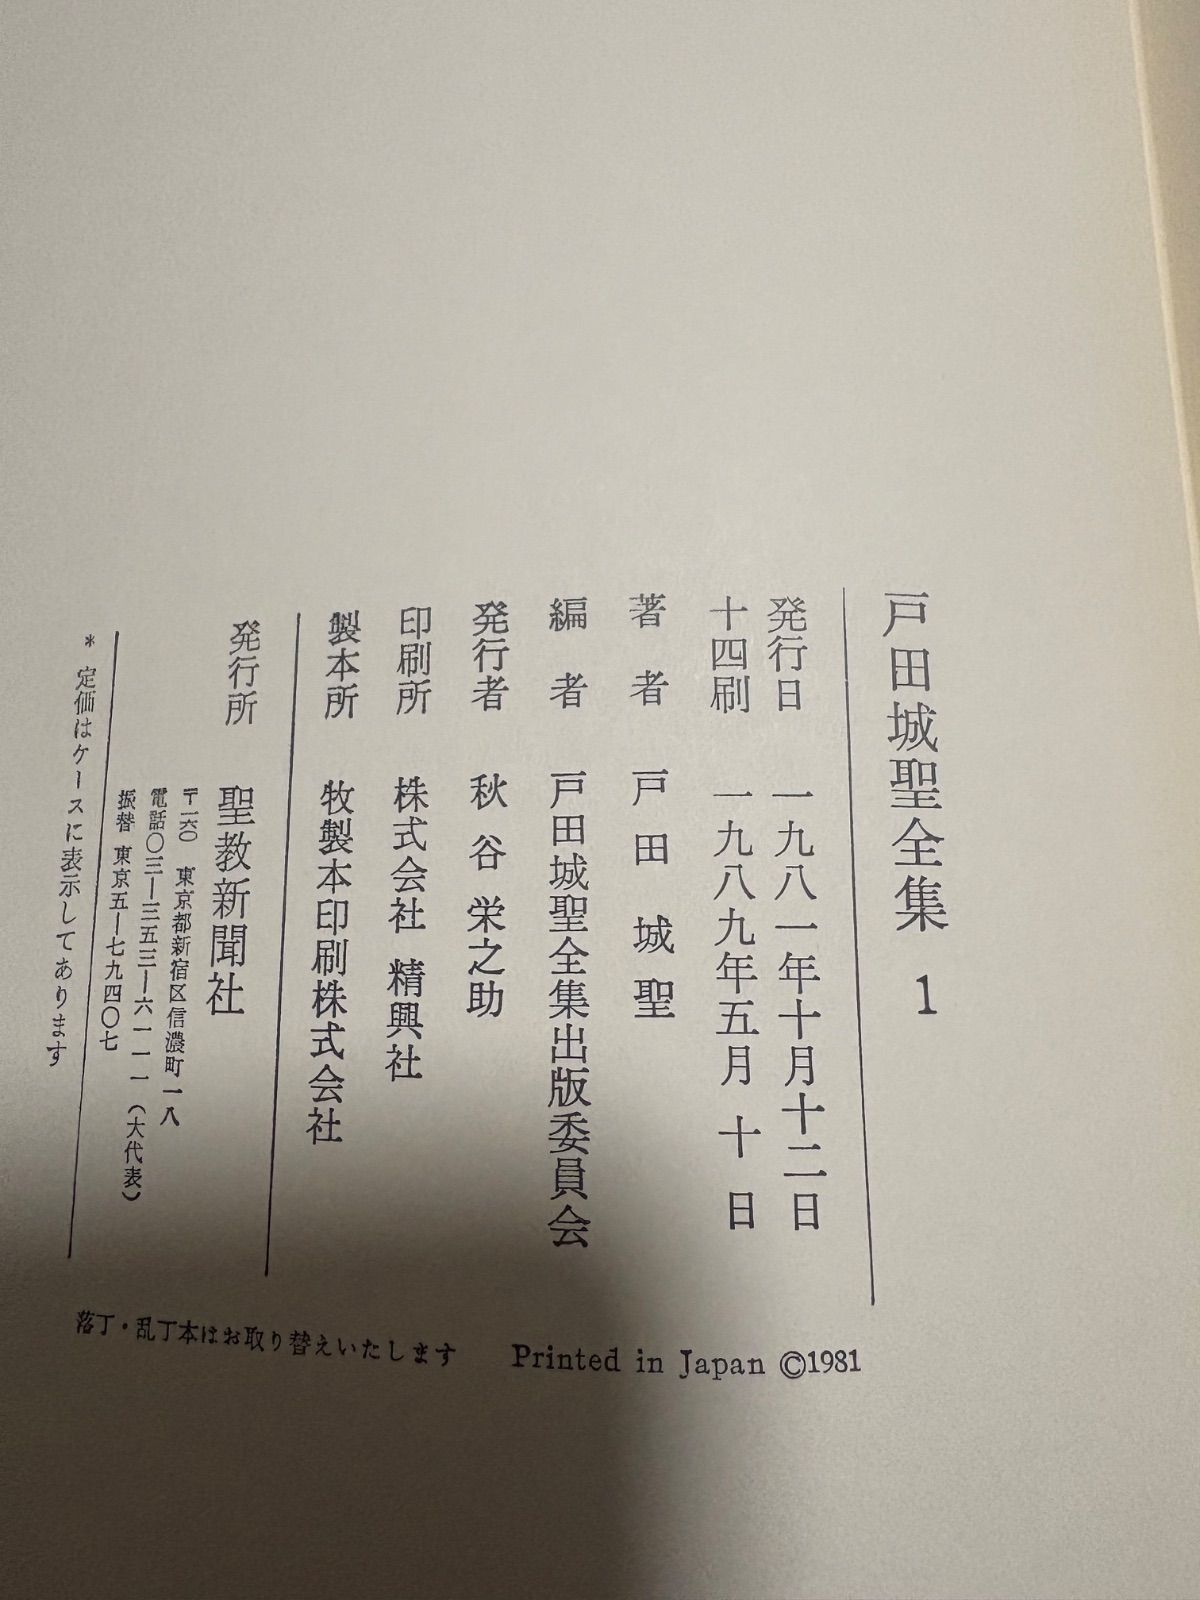 戸田城聖全集 1
発行日 一九八一年十月十二日
十四刷 一九八九年五月十日
著者 戸田城聖
編者 戸田城聖全集出版委員会
発行者 秋谷栄之助
印刷所 株式会社 精興社
製本所 牧製本印刷株式会社
発行所 聖教新聞社
〒一六〇 東京都新宿区信濃町一八
電話〇三―三五三―六一一一(大代表)
振替 東京五―七九四〇七
* 定価はケースに表示してあります
落丁・乱丁本はお取り替えいたします Printed in Japan ©1981